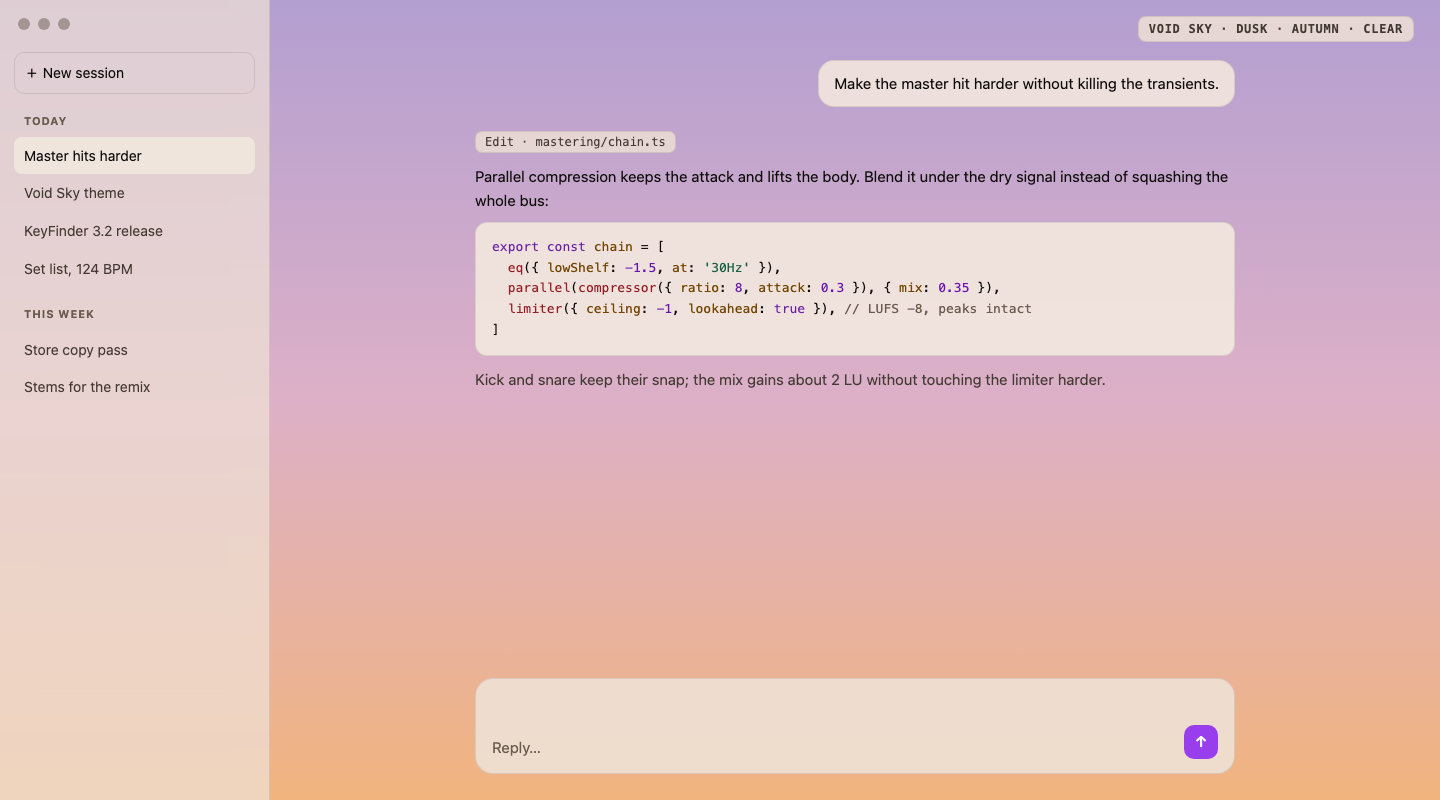 + New session
TODAY
Master hits harder
Void Sky theme
KeyFinder 3.2 release
Set list, 124 BPM
THIS WEEK
Store copy pass
Stems for the remix
VOID SKY · DUSK · AUTUMN · CLEAR
Make the master hit harder without killing the transients.
Edit · mastering/chain.ts
Parallel compression keeps the attack and lifts the body. Blend it under the dry signal instead of squashing the
whole bus:
export const chain = [
  eq({ lowShelf: -1.5, at: '30Hz' }),
  parallel(compressor({ ratio: 8, attack: 0.3 }), { mix: 0.35 }),
  limiter({ ceiling: -1, lookahead: true }), // LUFS -8, peaks intact
]
Kick and snare keep their snap; the mix gains about 2 LU without touching the limiter harder.
Reply...